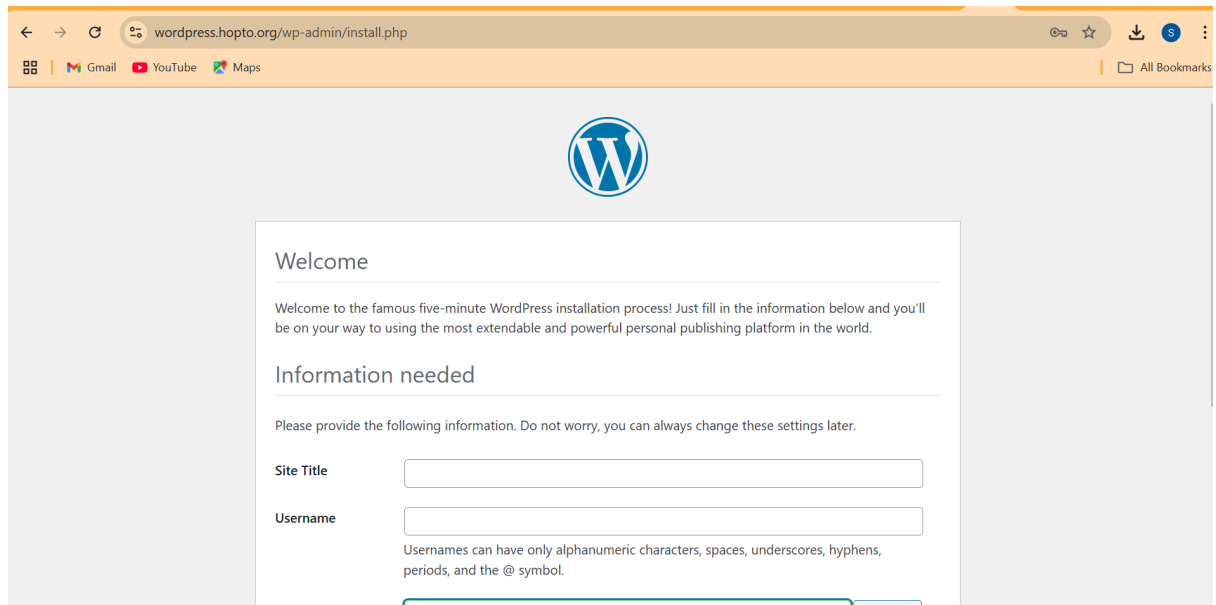 wordpress.hopto.org/wp-admin/install.php
S
Gmail YouTube Maps All Bookmarks
W
Welcome
Welcome to the famous five-minute WordPress installation process! Just fill in the information below and you'll
be on your way to using the most extendable and powerful personal publishing platform in the world.
Information needed
Please provide the following information. Do not worry, you can always change these settings later.
Site Title
Username
Usernames can have only alphanumeric characters, spaces, underscores, hyphens,
periods, and the @ symbol.